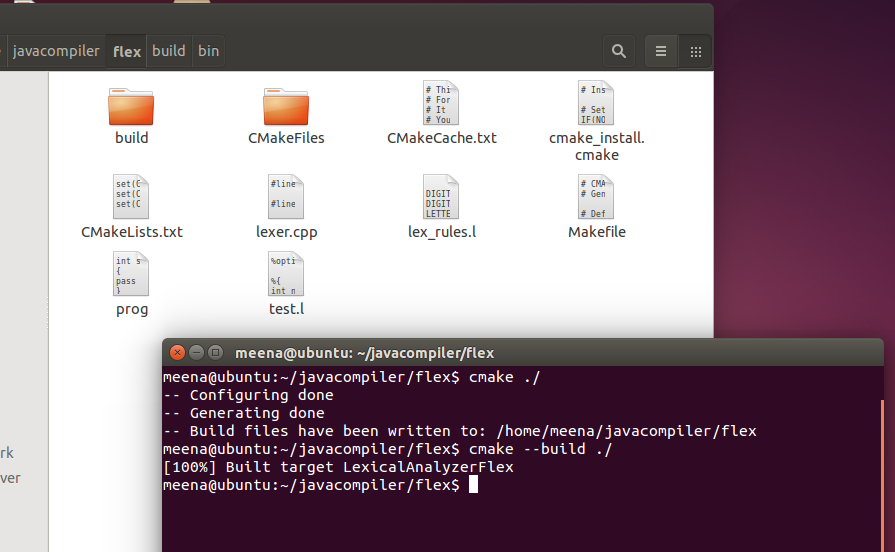 javacompiler flex build bin
# Thi
# For
# It
# You
# Ins
# Set
IF(NO
build CMakeFiles CMakeCache.txt cmake_install.
cmake
set(C
set(C
set(C
#line
#line
DIGIT
DIGIT
LETTE
# CMA
# Gen
# Def
CMakeLists.txt lexer.cpp lex_rules.l Makefile
int s
{
pass
}
%opti
%{
int n
prog test.l
rk
ver
meena@ubuntu: ~/javacompiler/flex
meena@ubuntu:~/javacompiler/flex$ cmake ./
-- Configuring done
-- Generating done
-- Build files have been written to: /home/meena/javacompiler/flex
meena@ubuntu:~/javacompiler/flex$ cmake --build ./
[100%] Built target LexicalAnalyzerFlex
meena@ubuntu:~/javacompiler/flex$